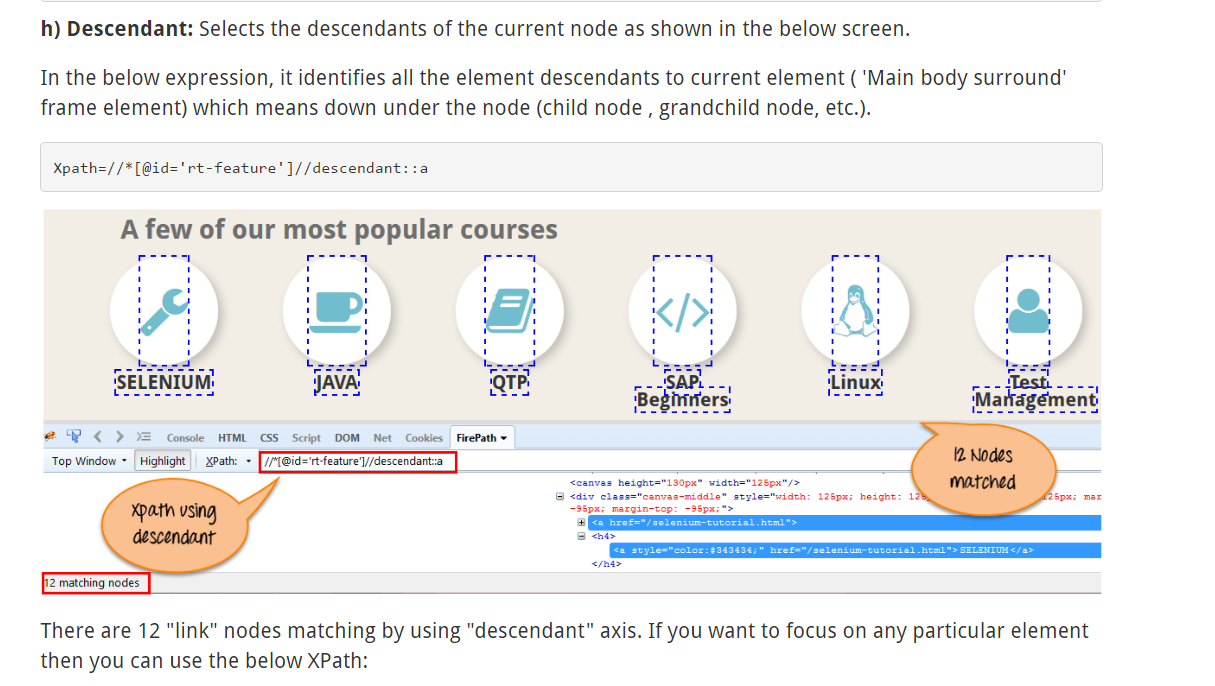 h) Descendant: Selects the descendants of the current node as shown in the below screen.
In the below expression, it identifies all the element descendants to current element ( 'Main body surround'
frame element) which means down under the node (child node , grandchild node, etc.).
Xpath=//*[@id='rt-feature']//descendant::a
A few of our most popular courses
SELENIUM JAVA QTP SAP Beginners Linux Test Management
Console HTML CSS Script DOM Net Cookies FirePath
Top Window Highlight XPath: //*[@id='rt-feature']//descendant::a
12 Nodes
matched
<canvas height="130px" width="125px"/>
<div class="canvas-middle" style="width: 125px; height: 125px; mar
-95px; margin-top: -95px;">
Xpath using
descendant
<a href="/selenium-tutorial.html">
<h4>
<a style="color:#343434;" href="/selenium-tutorial.html">SELENIUM</a>
</h4>
12 matching nodes
There are 12 "link" nodes matching by using "descendant" axis. If you want to focus on any particular element
then you can use the below XPath: